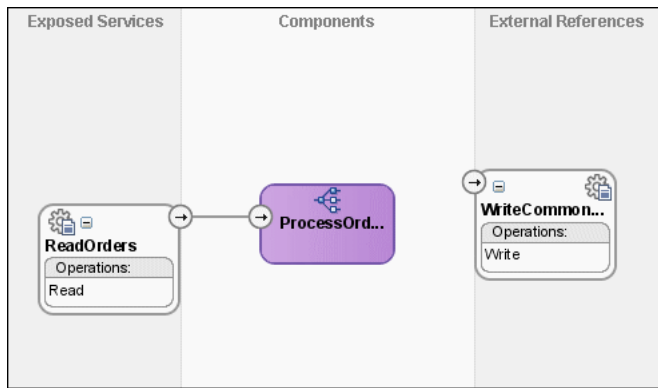 Exposed Services
Components
External References
ReadOrders
Operations:
Read
ProcessOrd...
WriteCommon...
Operations:
Write